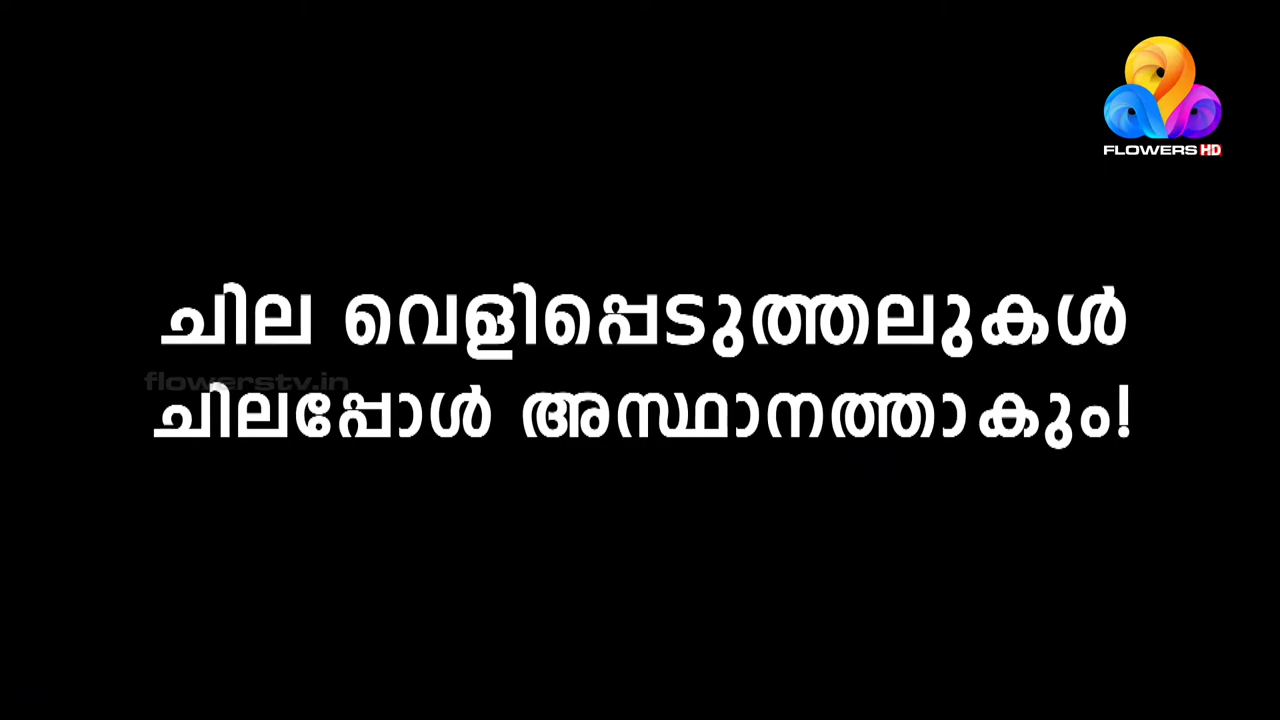 FLOWERS HD
ചില വെളിപ്പെടുത്തലുകൾ
flowerstv.in
ചിലപ്പോൾ അസ്ഥാനത്താകും!